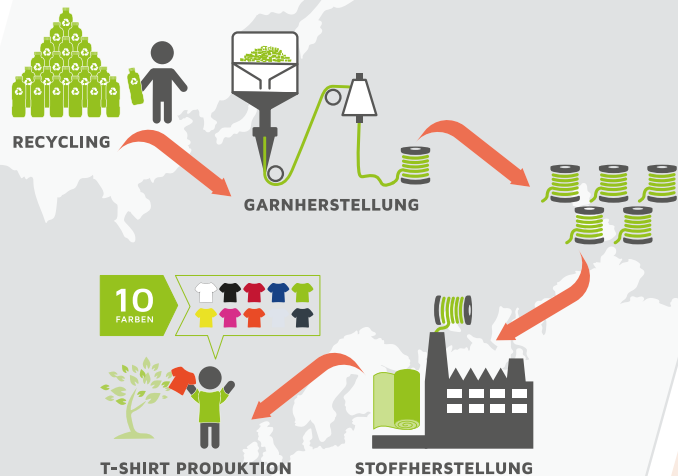 RECYCLING
GARNHERSTELLUNG
10
FARBEN
T-SHIRT PRODUKTION
STOFFHERSTELLUNG